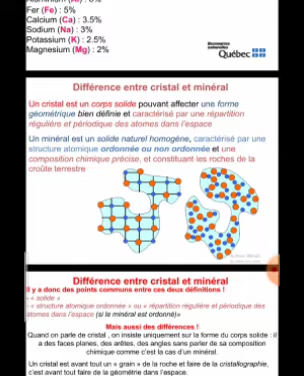 Fer (Fe) : 5%
Calcium (Ca) : 3.5%
Sodium (Na) : 3%
Potassium (K) : 2.5%
Magnesium (Mg) : 2%
Québec
Différence entre cristal et minéral
Un cristal est un corps solide pouvant affecter une forme
géométrique bien définie et caractérisé par une répartition
régulière et périodique des atomes dans l'espace
Un minéral est un solide naturel homogène, caractérisé par une
structure atomique ordonnée ou non ordonnée et une
composition chimique précise, et constituant les roches de la
croûte terrestre
Différence entre cristal et minéral
Il y a donc des points communs entre ces deux définitions !
- « solide »
- « structure atomique ordonnée » ou « répartition régulière et périodique des
atomes dans l'espace (si le minéral est ordonné)»
Mais aussi des différences !
Quand on parle de cristal , on insiste uniquement sur la forme du corps solide : il
a des faces planes, des arêtes, des angles sans parler de sa composition
chimique comme c'est la cas d'un minéral.
Un cristal est avant tout un « grain » de la roche et faire de la cristallographie,
c'est avant tout faire de la géométrie dans l'espace.